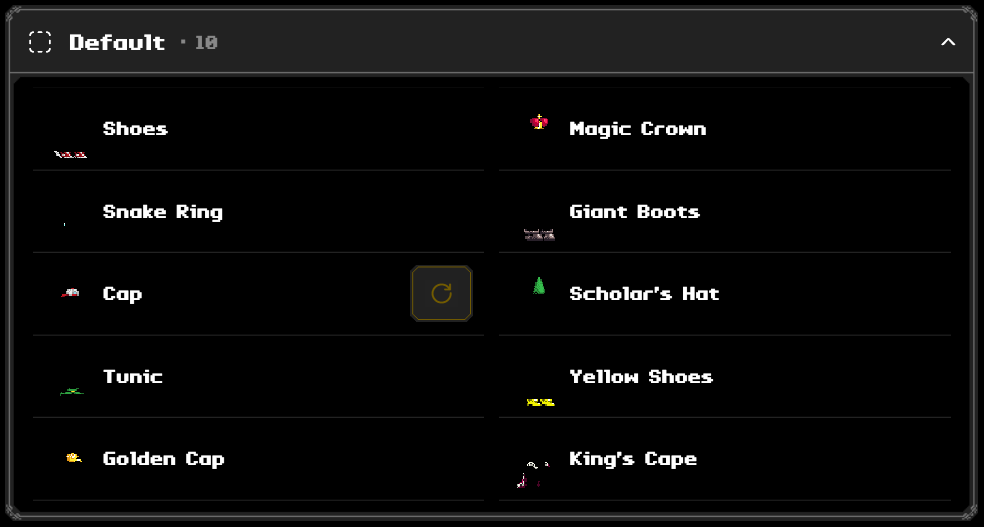 Default · 10
Shoes
Magic Crown
Snake Ring
Giant Boots
Cap
Scholar's Hat
Tunic
Yellow Shoes
Golden Cap
King's Cape